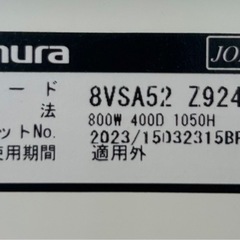 mura JOI
ード 8VSA52 Z924
法 800W 400D 1050H
ットNo. 2023/15032315BF
使用期間 適用外